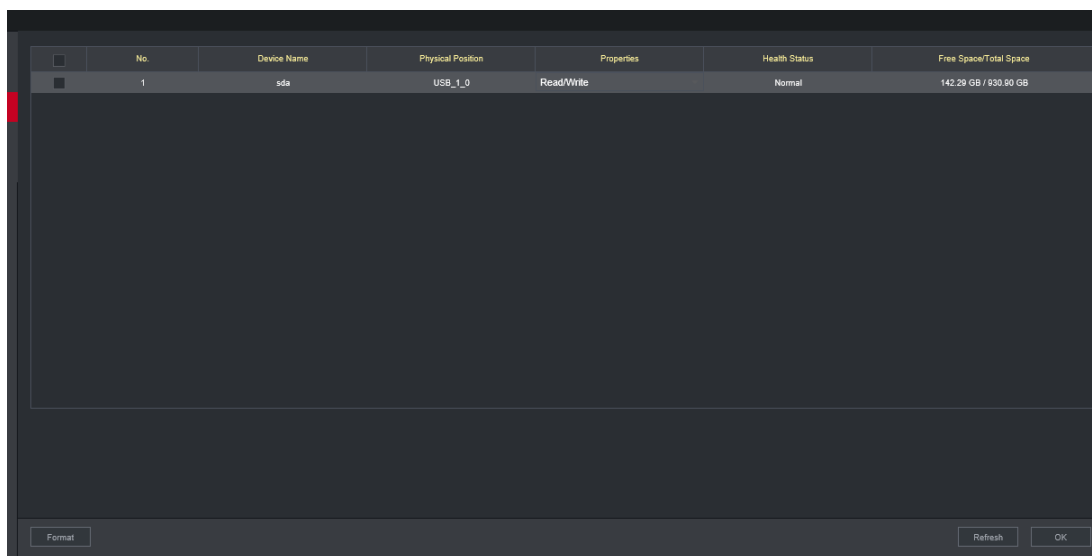 No. Device Name Physical Position Properties Health Status Free Space/Total Space
1 sda USB_1_0 Read/Write Normal 142.29 GB / 930.90 GB
Format Refresh OK